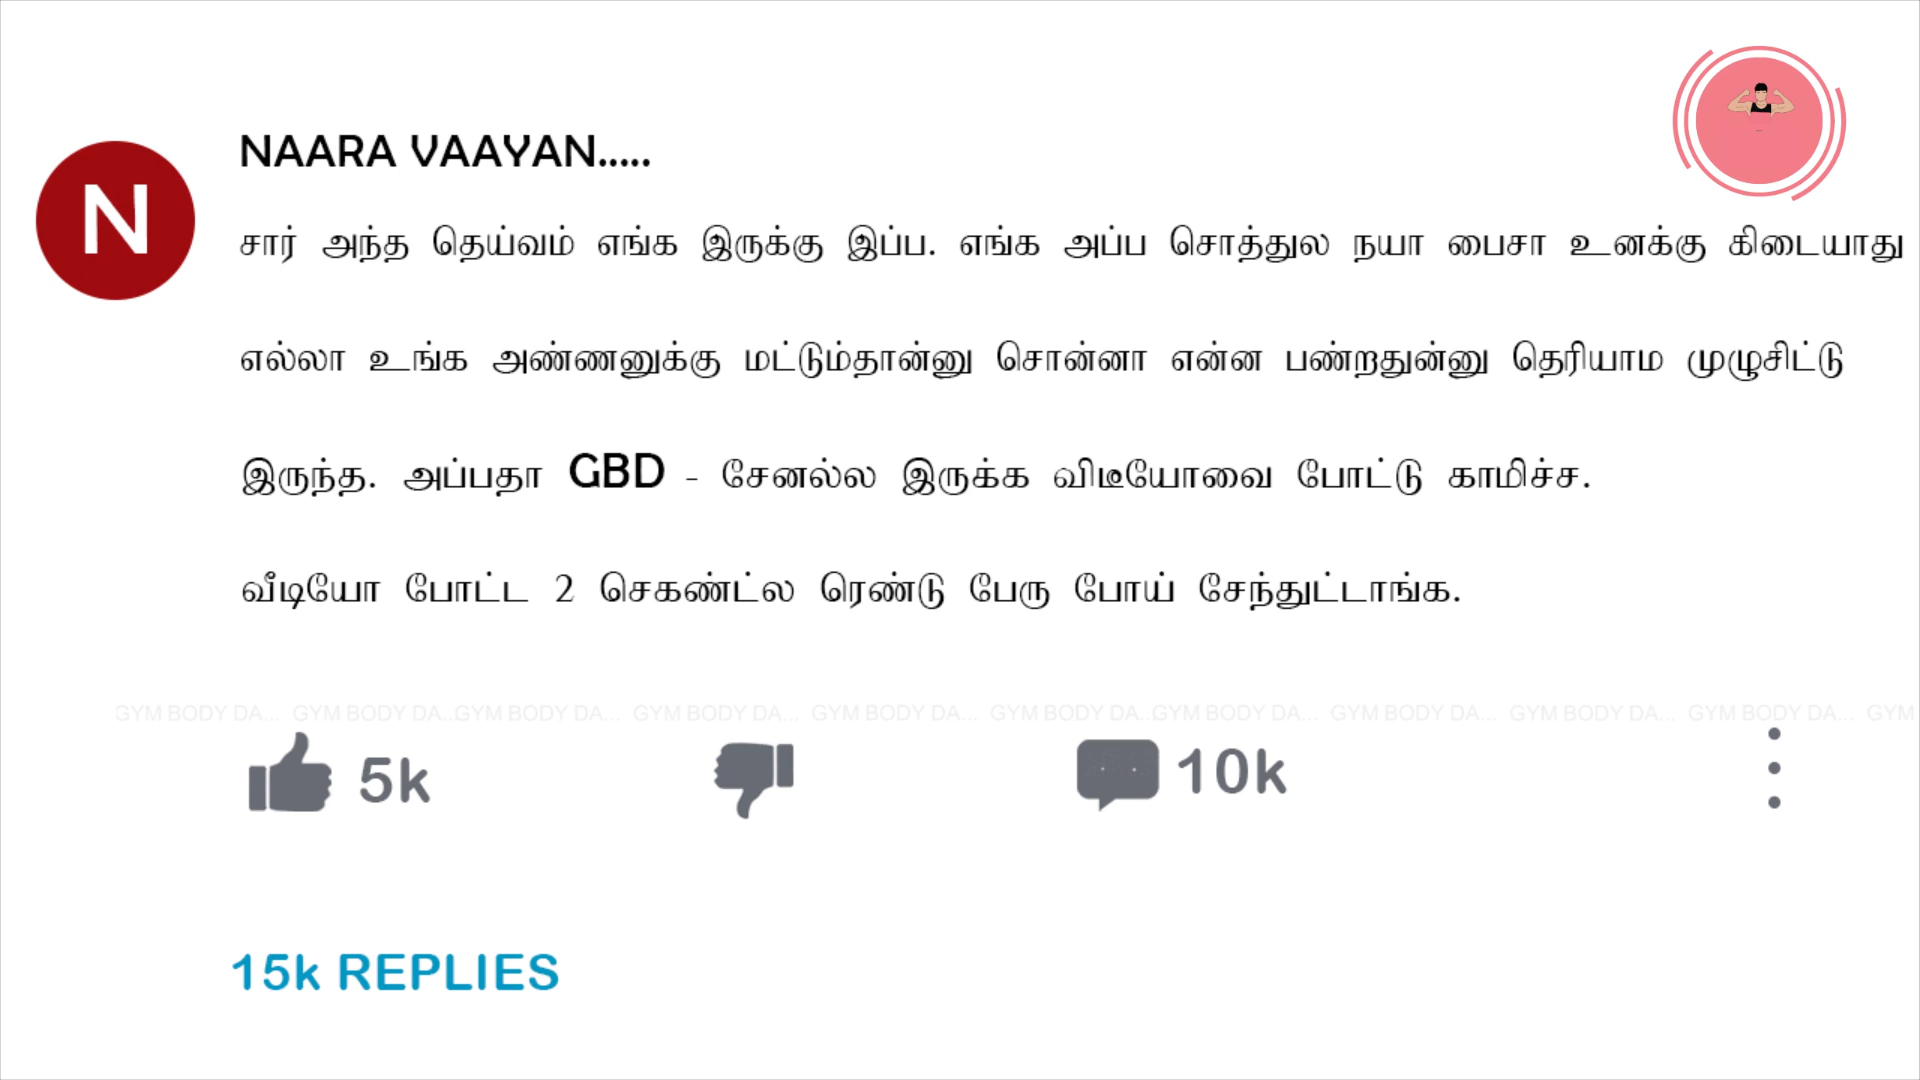 NAARA VAAYAN.....
சார் அந்த தெய்வம் எங்க இருக்கு இப்ப. எங்க அப்ப சொத்துல நயா பைசா உனக்கு கிடையாது
எல்லா உங்க அண்ணனுக்கு மட்டும்தான்னு சொன்னா என்ன பண்றதுன்னு தெரியாம முழுசிட்டு
இருந்த. அப்பதா GBD - சேனல்ல இருக்க விடீயோவை போட்டு காமிச்ச.
வீடியோ போட்ட 2 செகண்ட்ல ரெண்டு பேரு போய் சேந்துட்டாங்க.
GYM BODY DA... GYM BODY DA...GYM BODY DA... GYM BODY DA... GYM BODY DA... GYM BODY DA...GYM BODY DA... GYM BODY DA... GYM BODY DA... GYM BODY DA... GYM
5k 10k
15k REPLIES
N